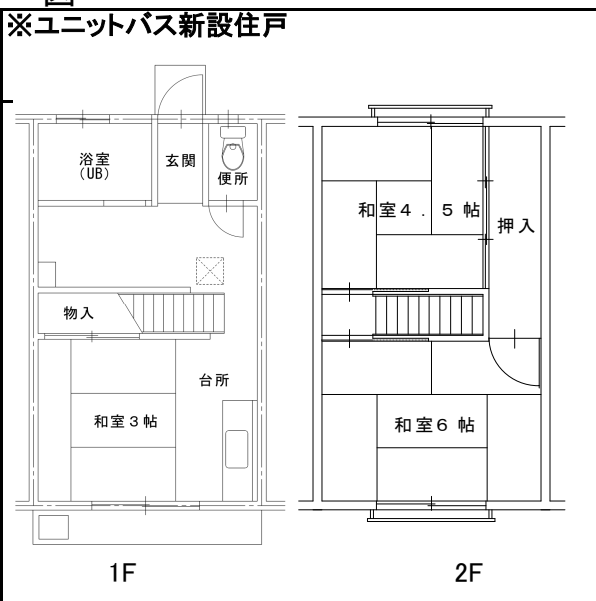 ※ユニットバス新設住戸
浴室
(UB)
玄関
便所
物入
台所
和室3帖
1F
和室4.5帖
押入
和室6帖
2F